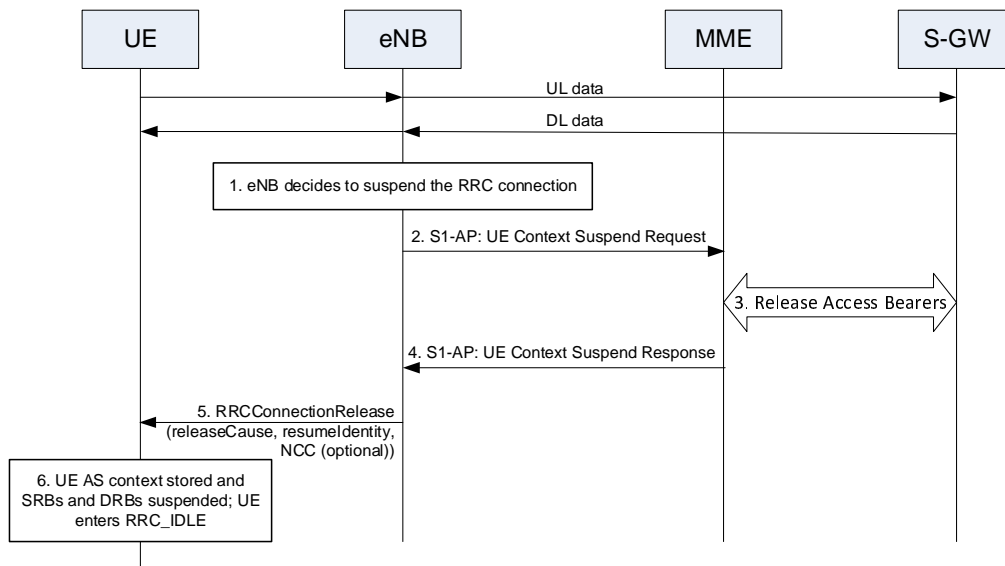 UE
eNB
MME
S-GW
UL data
DL data
1. eNB decides to suspend the RRC connection
2. S1-AP: UE Context Suspend Request
3. Release Access Bearers
4. S1-AP: UE Context Suspend Response
5. RRCConnectionRelease
(releaseCause, resumeIdentity,
NCC (optional))
6. UE AS context stored and
SRBs and DRBs suspended; UE
enters RRC_IDLE